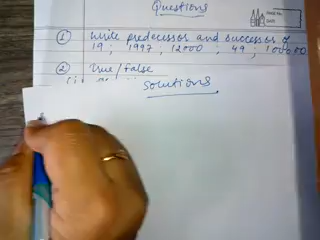 Questions
① Write predecessor and successor of
19 ; 1997 ; 12000 ; 49 ; 100000
② True/False
Solutions